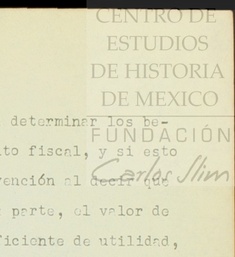 CENTRO DE
ESTUDIOS
DE HISTORIA
DE MEXICO
determinar los be-
FUNDACIÓN
to fiscal, y si esto
Carlos Slim
vención al decir que
parte, el valor de
ficiente de utilidad,